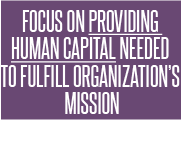 FOCUS ON PROVIDING
HUMAN CAPITAL NEEDED
TO FULFILL ORGANIZATION'S
MISSION